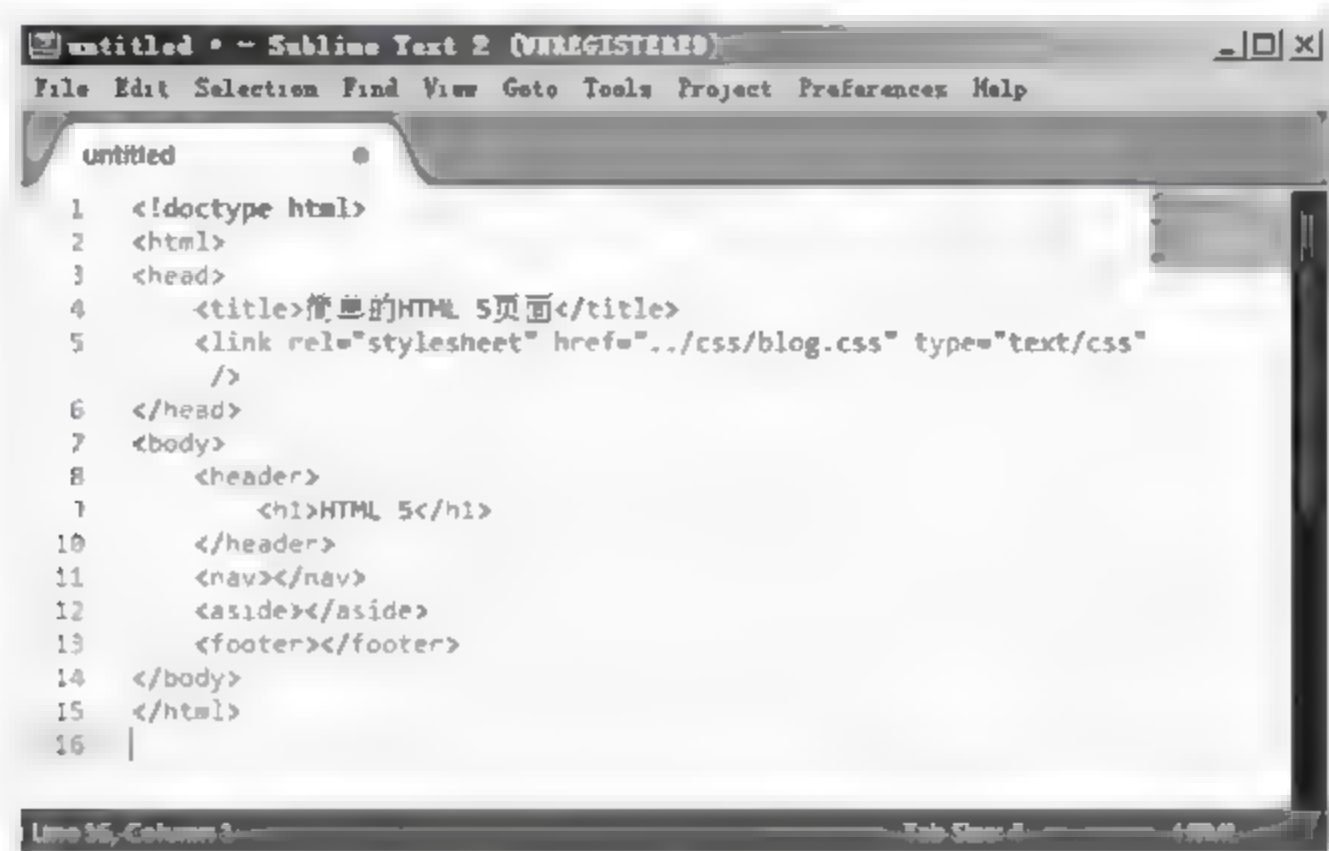 untitled • - Sublime Text 2 (UNREGISTERED)
File Edit Selection Find View Goto Tools Project Preferences Help
untitled
1 <!doctype html>
2 <html>
3 <head>
4 <title>简单的HTML 5页面</title>
5 <link rel="stylesheet" href="../css/blog.css" type="text/css"
/>
6 </head>
7 <body>
8 <header>
9 <h1>HTML 5</h1>
10 </header>
11 <nav></nav>
12 <aside></aside>
13 <footer></footer>
14 </body>
15 </html>
16
Line 16, Column